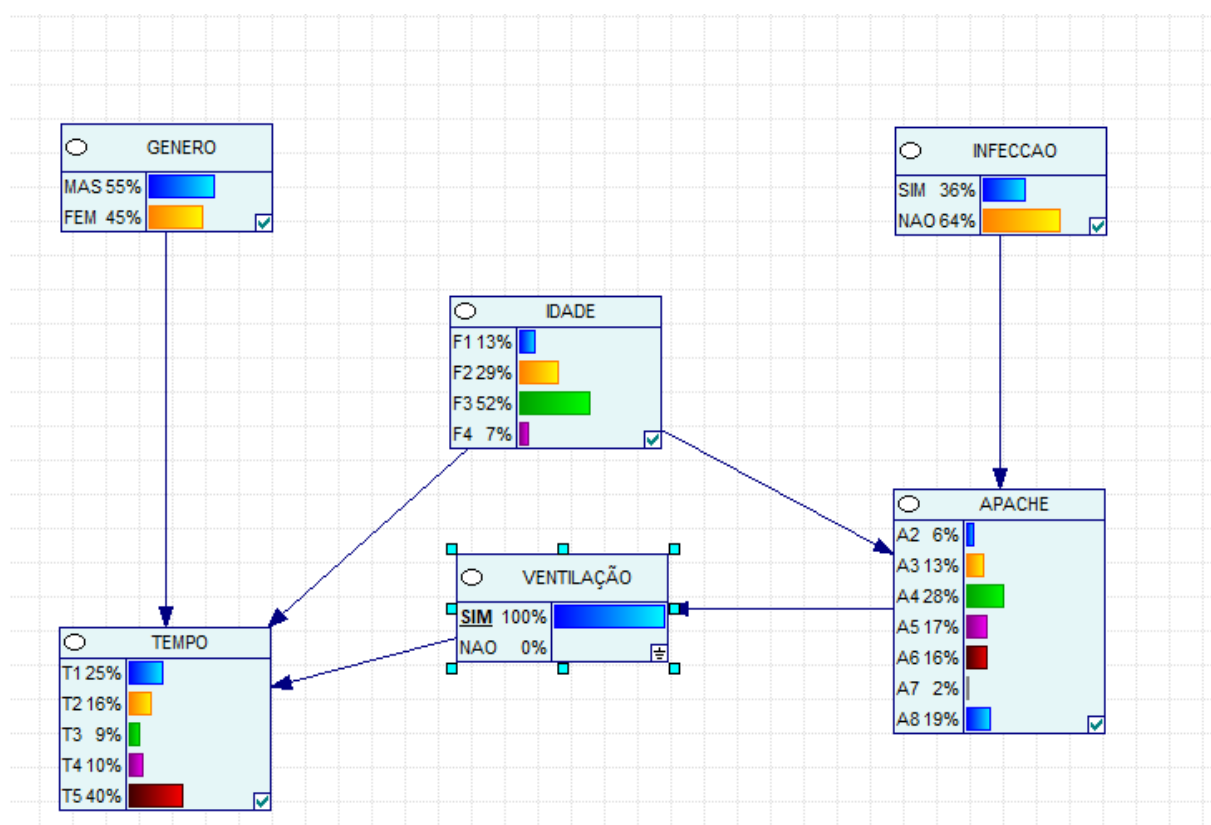 GENERO
MAS 55%
FEM 45%
INFECCAO
SIM 36%
NAO 64%
IDADE
F1 13%
F2 29%
F3 52%
F4 7%
APACHE
A2 6%
A3 13%
A4 28%
A5 17%
A6 16%
A7 2%
A8 19%
VENTILAÇÃO
SIM 100%
NAO 0%
TEMPO
T1 25%
T2 16%
T3 9%
T4 10%
T5 40%